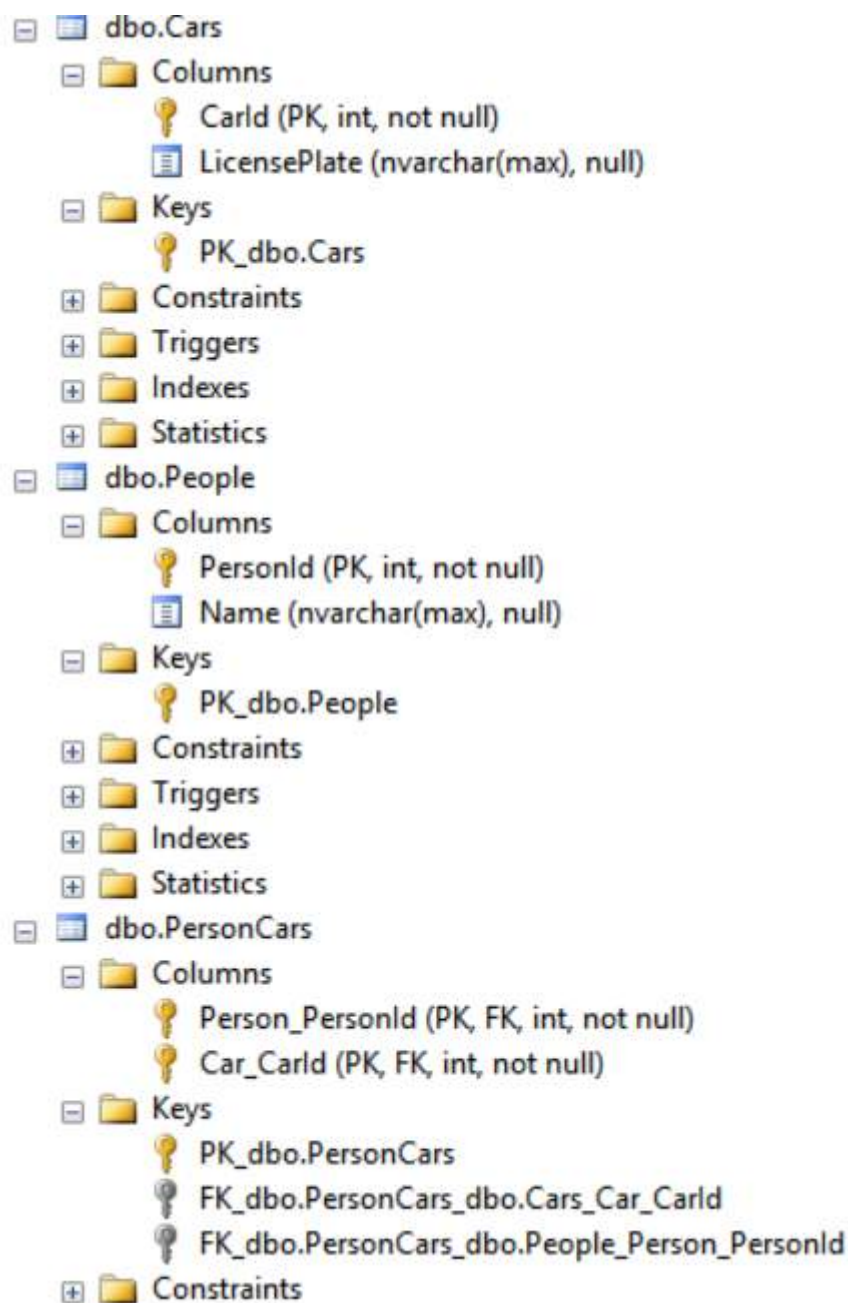 dbo.Cars
Columns
CarId (PK, int, not null)
LicensePlate (nvarchar(max), null)
Keys
PK_dbo.Cars
Constraints
Triggers
Indexes
Statistics
dbo.People
Columns
PersonId (PK, int, not null)
Name (nvarchar(max), null)
Keys
PK_dbo.People
Constraints
Triggers
Indexes
Statistics
dbo.PersonCars
Columns
Person_PersonId (PK, FK, int, not null)
Car_CarId (PK, FK, int, not null)
Keys
PK_dbo.PersonCars
FK_dbo.PersonCars_dbo.Cars_Car_CarId
FK_dbo.PersonCars_dbo.People_Person_PersonId
Constraints